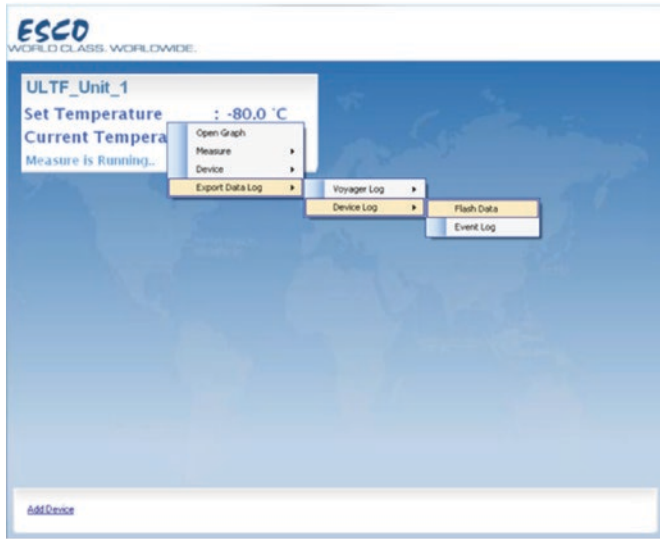 ESCO
WORLD CLASS. WORLDWIDE.
ULTF_Unit_1
Set Temperature : -80.0 °C
Current Tempera
Measure is Running..
Open Graph
Measure
Device
Export Data Log
Voyager Log
Device Log
Flash Data
Event Log
Add Device